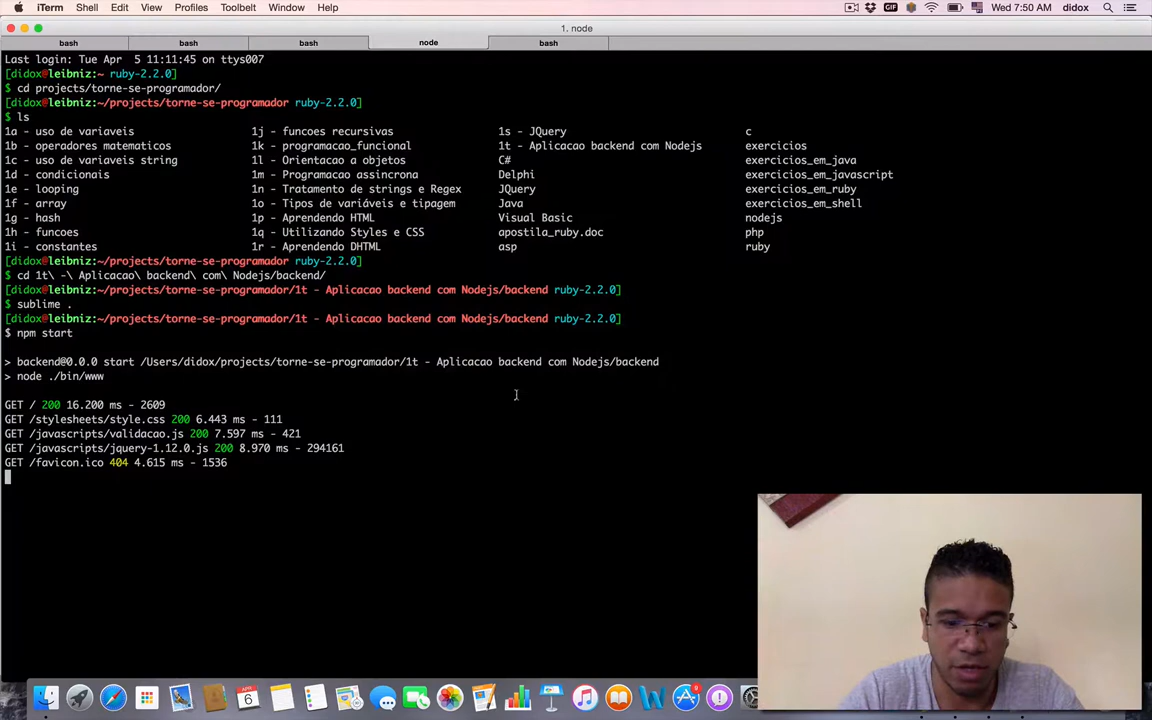 iTerm Shell Edit View Profiles Toolbelt Window Help GIF Wed 7:50 AM didox
1. node
bash bash bash node bash
Last login: Tue Apr  5 11:11:45 on ttys007
[didox@leibniz:~ ruby-2.2.0]
$ cd projects/torne-se-programador/
[didox@leibniz:~/projects/torne-se-programador ruby-2.2.0]
$ ls
1a - uso de variaveis 1j - funcoes recursivas 1s - JQuery c
1b - operadores matematicos 1k - programacao_funcional 1t - Aplicacao backend com Nodejs exercicios
1c - uso de variaveis string 1l - Orientacao a objetos C# exercicios_em_java
1d - condicionais 1m - Programacao assincrona Delphi exercicios_em_javascript
1e - looping 1n - Tratamento de strings e Regex JQuery exercicios_em_ruby
1f - array 1o - Tipos de variáveis e tipagem Java exercicios_em_shell
1g - hash 1p - Aprendendo HTML Visual Basic nodejs
1h - funcoes 1q - Utilizando Styles e CSS apostila_ruby.doc php
1i - constantes 1r - Aprendendo DHTML asp ruby
[didox@leibniz:~/projects/torne-se-programador ruby-2.2.0]
$ cd 1t\ -\ Aplicacao\ backend\ com\ Nodejs/backend/
[didox@leibniz:~/projects/torne-se-programador/1t - Aplicacao backend com Nodejs/backend ruby-2.2.0]
$ sublime .
[didox@leibniz:~/projects/torne-se-programador/1t - Aplicacao backend com Nodejs/backend ruby-2.2.0]
$ npm start
> backend@0.0.0 start /Users/didox/projects/torne-se-programador/1t - Aplicacao backend com Nodejs/backend
> node ./bin/www
GET / 200 16.200 ms - 2609
GET /stylesheets/style.css 200 6.443 ms - 111
GET /javascripts/validacao.js 200 7.597 ms - 421
GET /javascripts/jquery-1.12.0.js 200 8.970 ms - 294161
GET /favicon.ico 404 4.615 ms - 1536